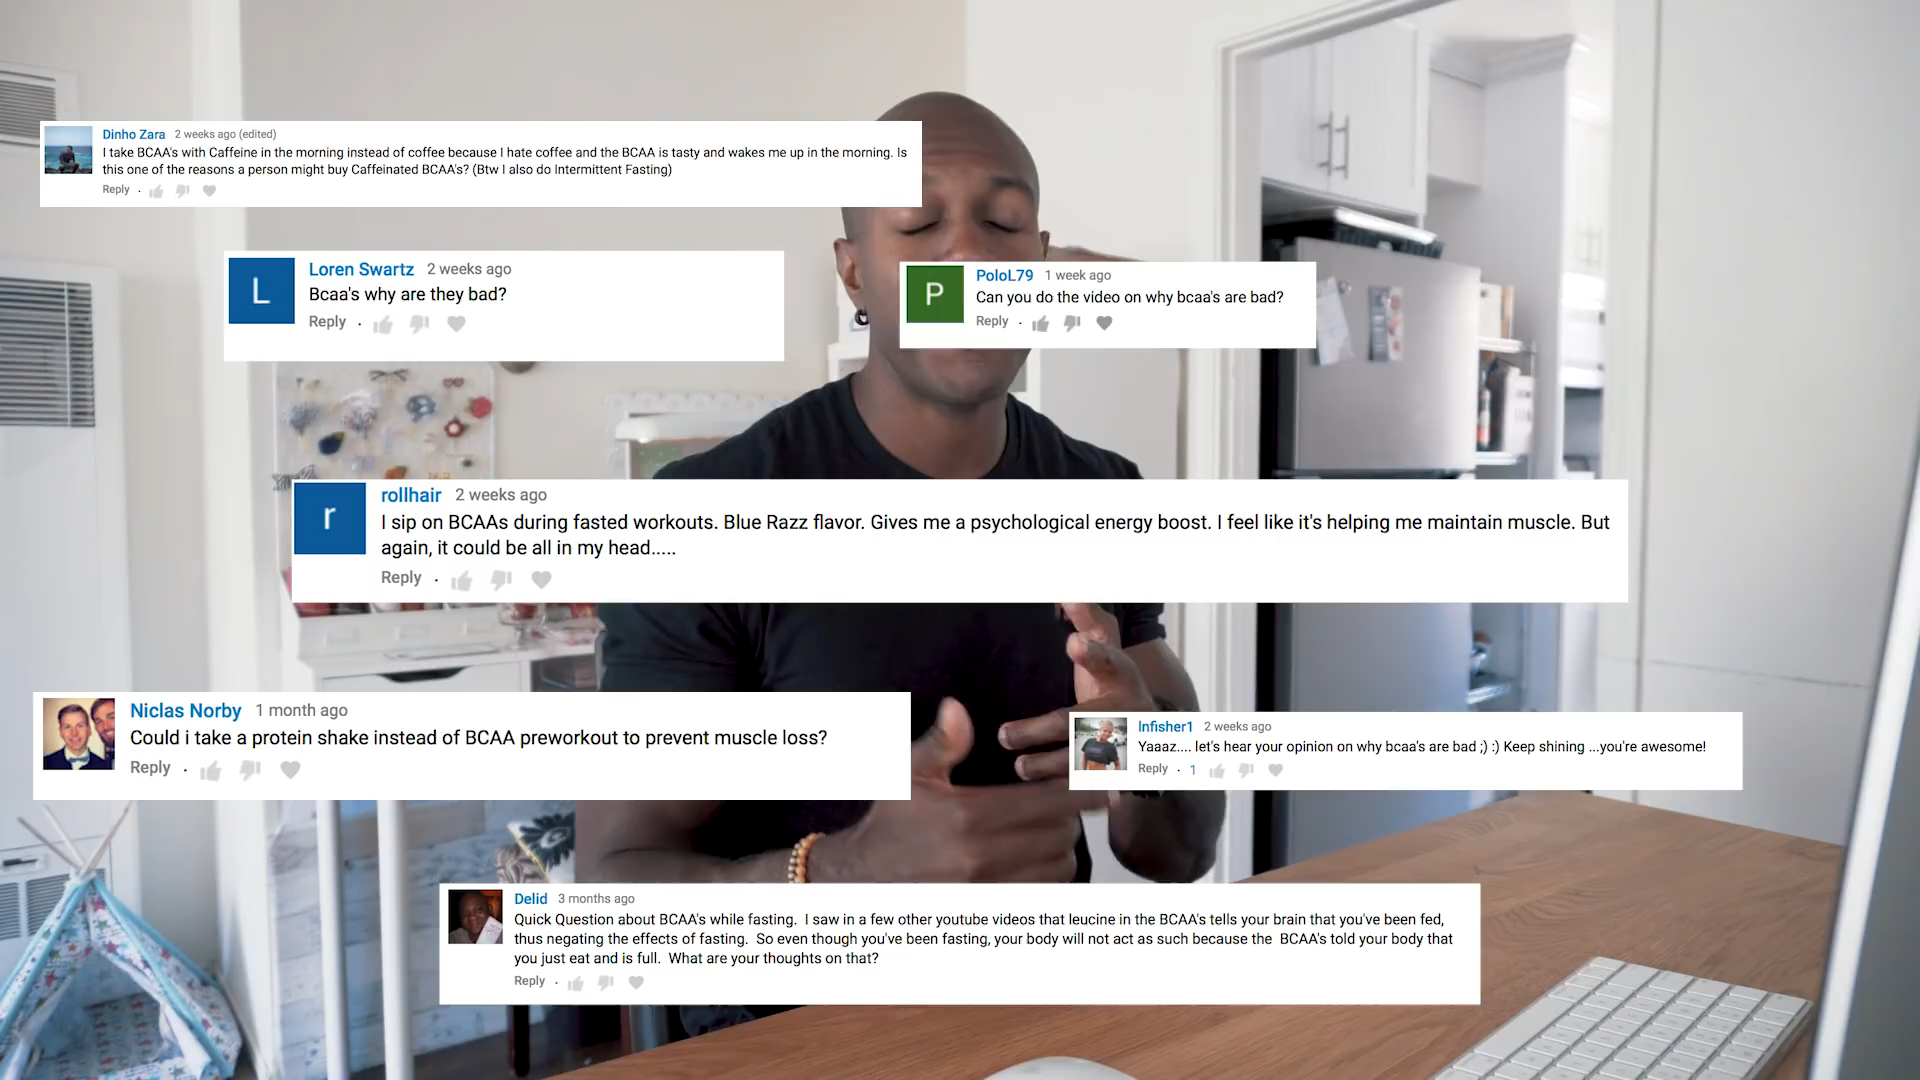 Dinho Zara 2 weeks ago (edited)
I take BCAA's with Caffeine in the morning instead of coffee because I hate coffee and the BCAA is tasty and wakes me up in the morning. Is
this one of the reasons a person might buy Caffeinated BCAA's? (Btw I also do Intermittent Fasting)
Reply
L
Loren Swartz 2 weeks ago
Bcaa's why are they bad?
Reply
P
PoloL79 1 week ago
Can you do the video on why bcaa's are bad?
Reply
r
rollhair 2 weeks ago
I sip on BCAAs during fasted workouts. Blue Razz flavor. Gives me a psychological energy boost. I feel like it's helping me maintain muscle. But
again, it could be all in my head.....
Reply
Niclas Norby 1 month ago
Could i take a protein shake instead of BCAA preworkout to prevent muscle loss?
Reply
lnfisher1 2 weeks ago
Yaaaz.... let's hear your opinion on why bcaa's are bad ;) :) Keep shining ...you're awesome!
Reply · 1
Delid 3 months ago
Quick Question about BCAA's while fasting. I saw in a few other youtube videos that leucine in the BCAA's tells your brain that you've been fed,
thus negating the effects of fasting. So even though you've been fasting, your body will not act as such because the BCAA's told your body that
you just eat and is full. What are your thoughts on that?
Reply